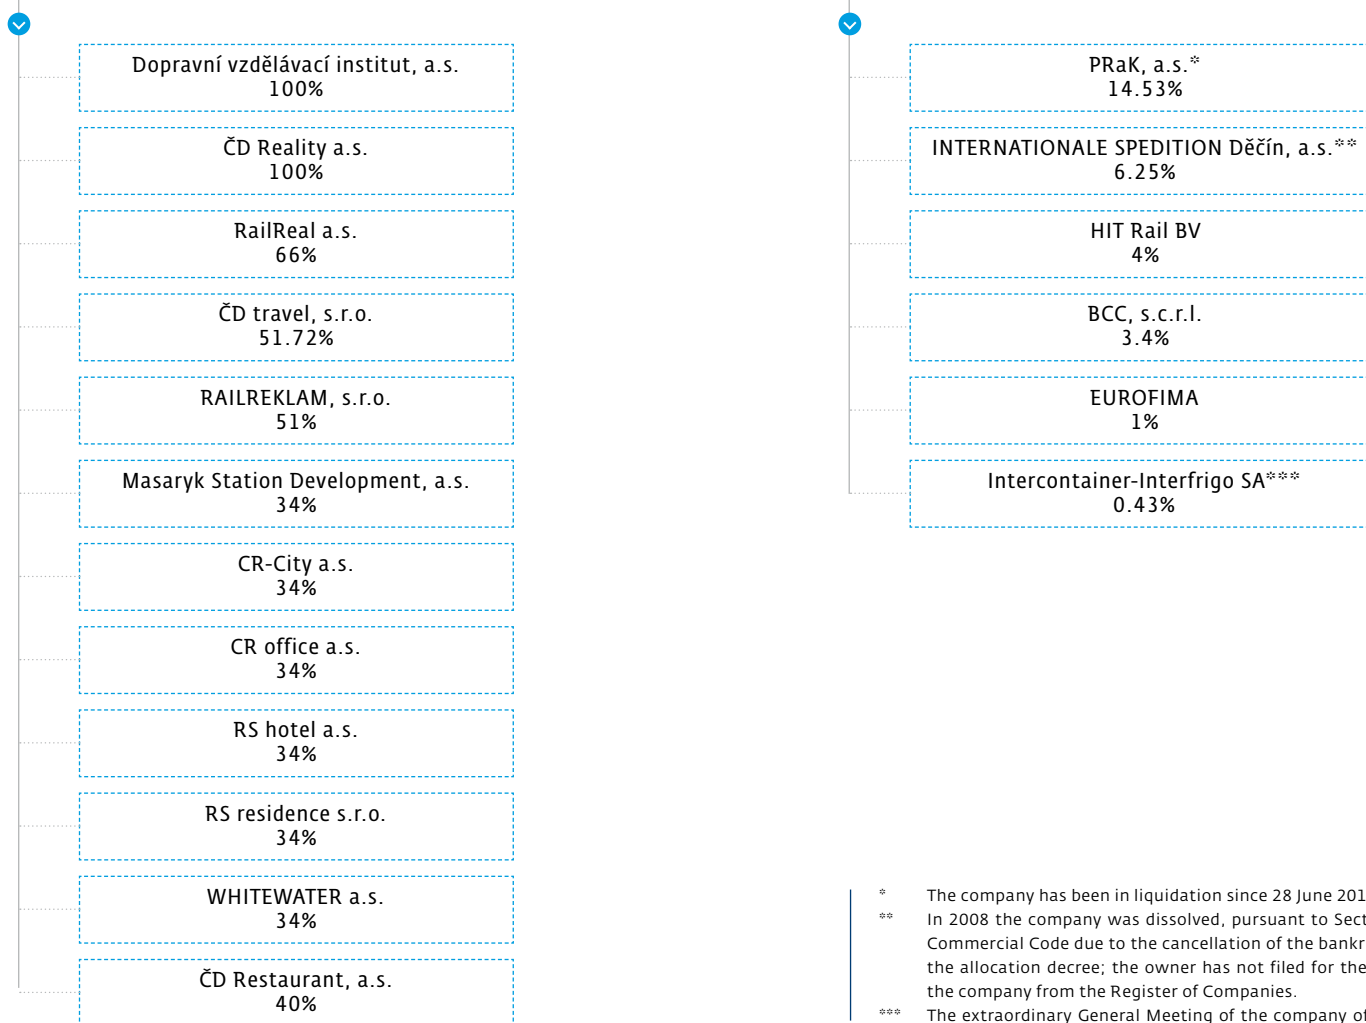 Dopravní vzdělávací institut, a.s.
100%
ČD Reality a.s.
100%
RailReal a.s.
66%
ČD travel, s.r.o.
51.72%
RAILREKLAM, s.r.o.
51%
Masaryk Station Development, a.s.
34%
CR-City a.s.
34%
CR office a.s.
34%
RS hotel a.s.
34%
RS residence s.r.o.
34%
WHITEWATER a.s.
34%
ČD Restaurant, a.s.
40%
PRaK, a.s.*
14.53%
INTERNATIONALE SPEDITION Děčín, a.s.**
6.25%
HIT Rail BV
4%
BCC, s.c.r.l.
3.4%
EUROFIMA
1%
Intercontainer-Interfrigo SA***
0.43%
* The company has been in liquidation since 28 June
** In 2008 the company was dissolved, pursuant to
Commercial Code due to the cancellation of the
the allocation decree; the owner has not filed for the
the company from the Register of Companies.
*** The extraordinary General Meeting of the company of